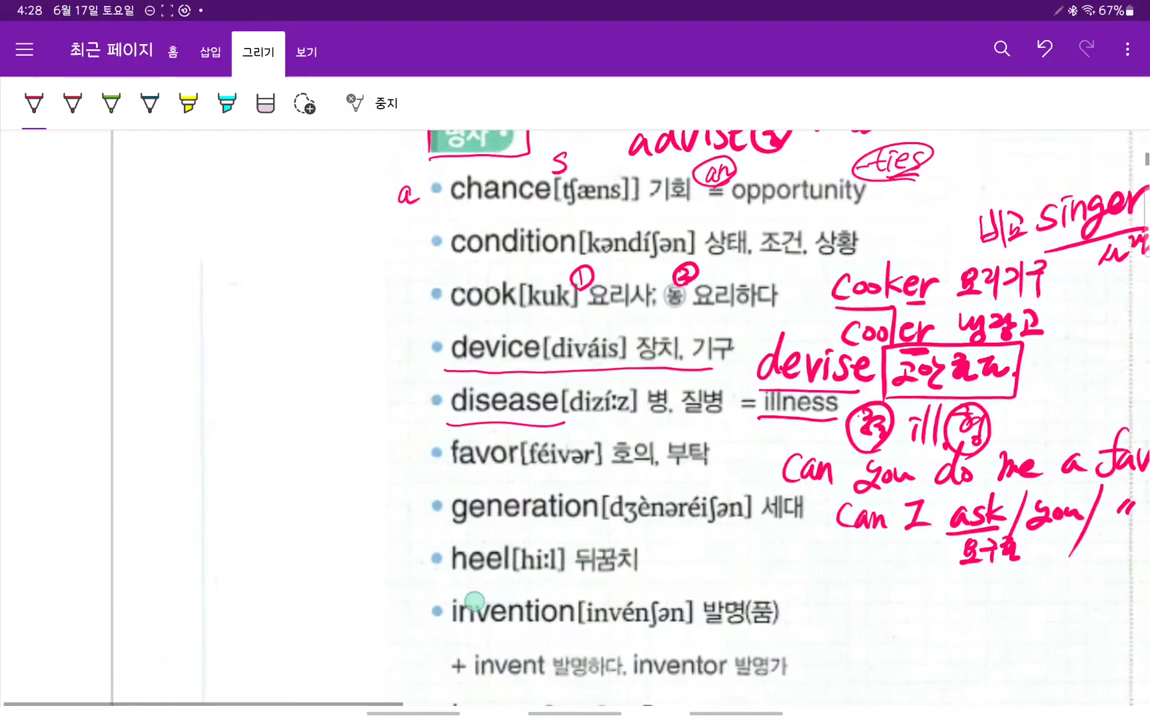 4:28 6월 17일 토요일 67%
최근 페이지 홈 삽입 그리기 보기
중지
명사 advise
s an -ties
a • chance[tʃæns]] 기회 = opportunity
비교 singer
• condition[kəndíʃən] 상태, 조건, 상황
① ② cooker 요리기구
• cook[kuk] 요리사; 동 요리하다
cooler 냉각고
• device[diváis] 장치, 기구 devise 고안하다.
• disease[dizíːz] 병, 질병 = illness
ill 형
• favor[féivər] 호의, 부탁 Can you do me a fav
• generation[dʒènəréiʃən] 세대 Can I ask/you/ "
요구
• heel[hiːl] 뒤꿈치
• invention[invénʃən] 발명(품)
+ invent 발명하다, inventor 발명가